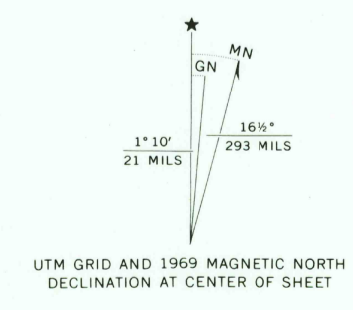 ★
MN
GN
1° 10′
21 MILS
16½°
293 MILS
UTM GRID AND 1969 MAGNETIC NORTH
DECLINATION AT CENTER OF SHEET